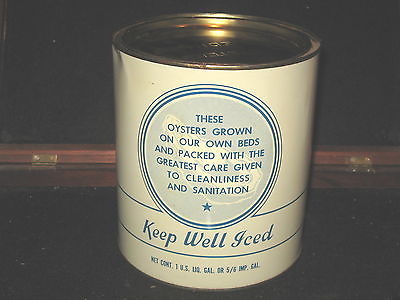 THESE
OYSTERS GROWN
ON OUR OWN BEDS
AND PACKED WITH THE
GREATEST CARE GIVEN
TO CLEANLINESS
AND SANITATION
Keep Well Iced
NET CONT. 1 U.S. LIQ. GAL. OR 5/6 IMP. GAL.